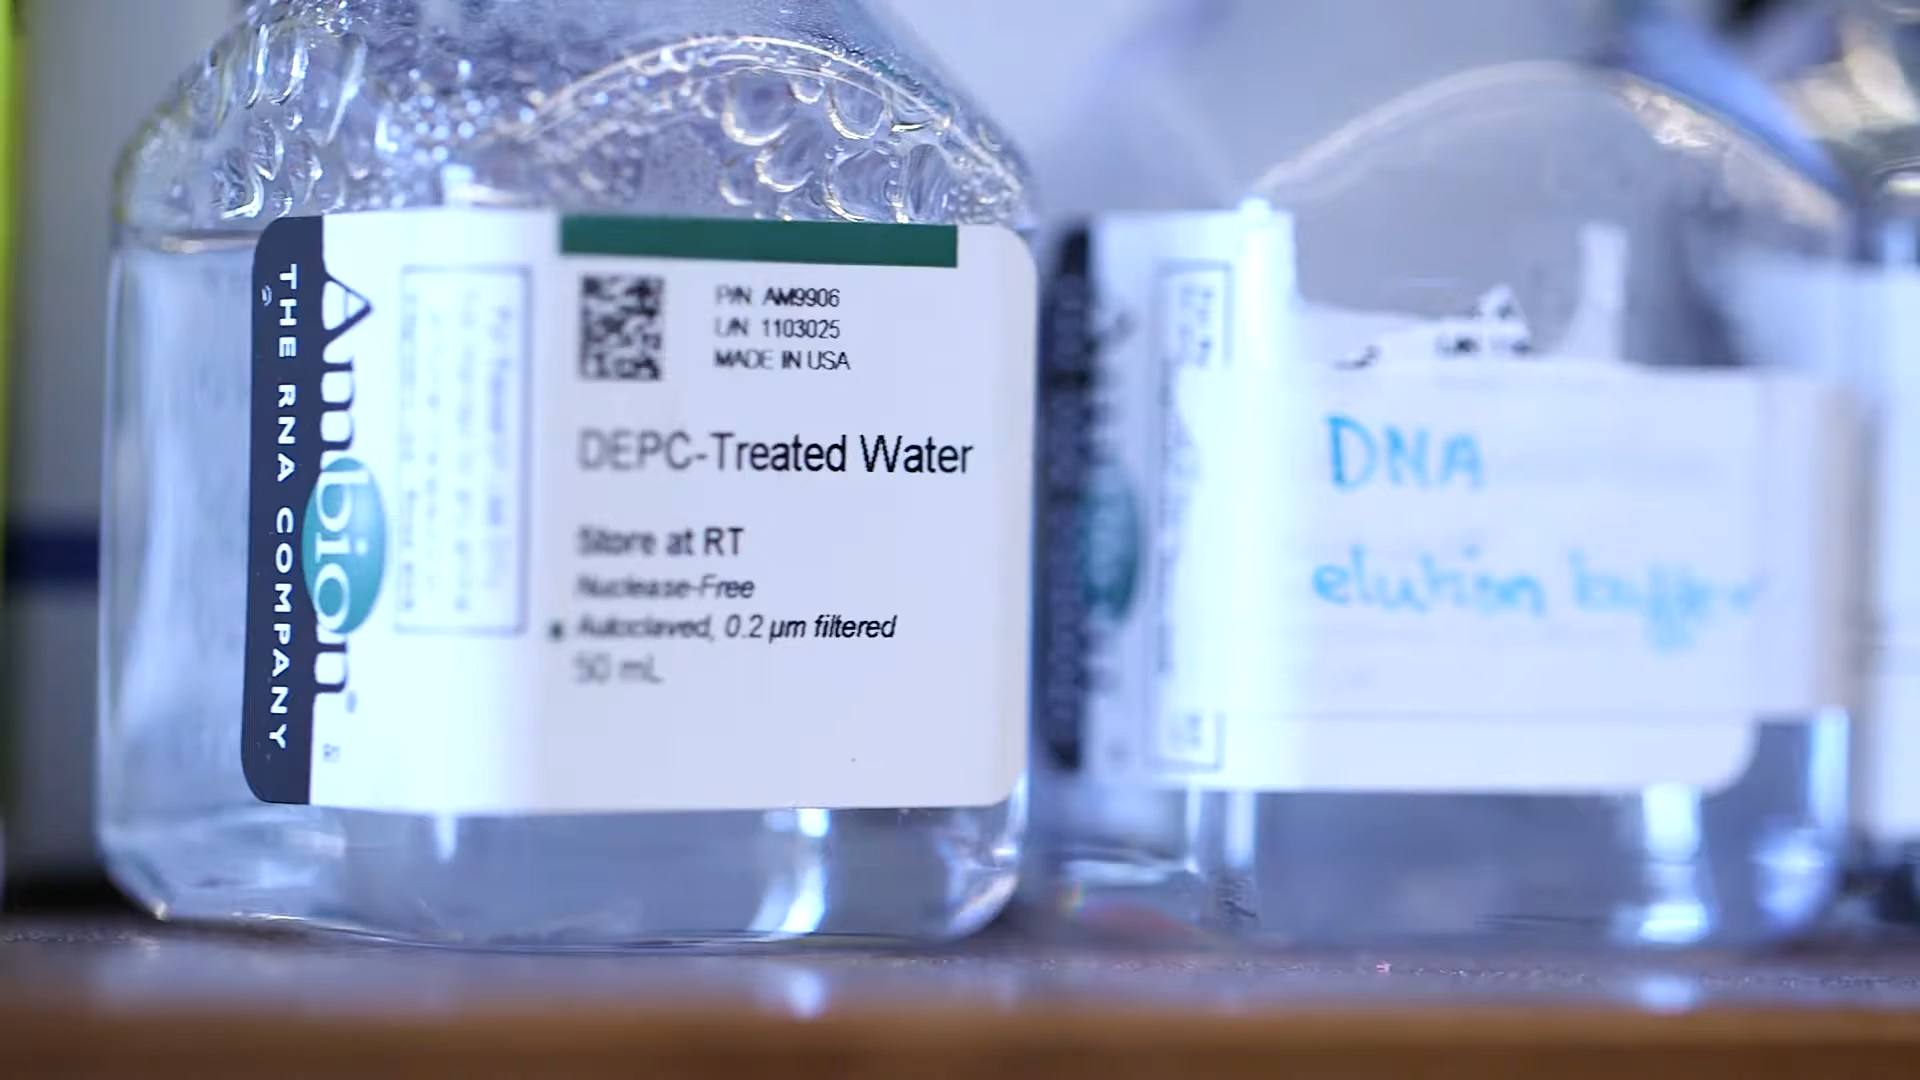 THE RNA COMPANY
Ambion
P/N AM9906
L/N 1103025
MADE IN USA
DEPC-Treated Water
Store at RT
Nuclease-Free
Autoclaved, 0.2 µm filtered
50 mL
DNA
elution buffer